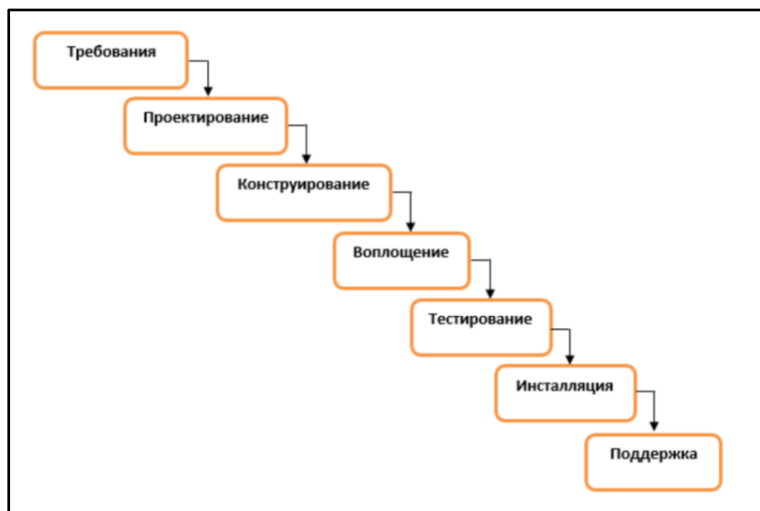 Требования
Проектирование
Конструирование
Воплощение
Тестирование
Инсталляция
Поддержка